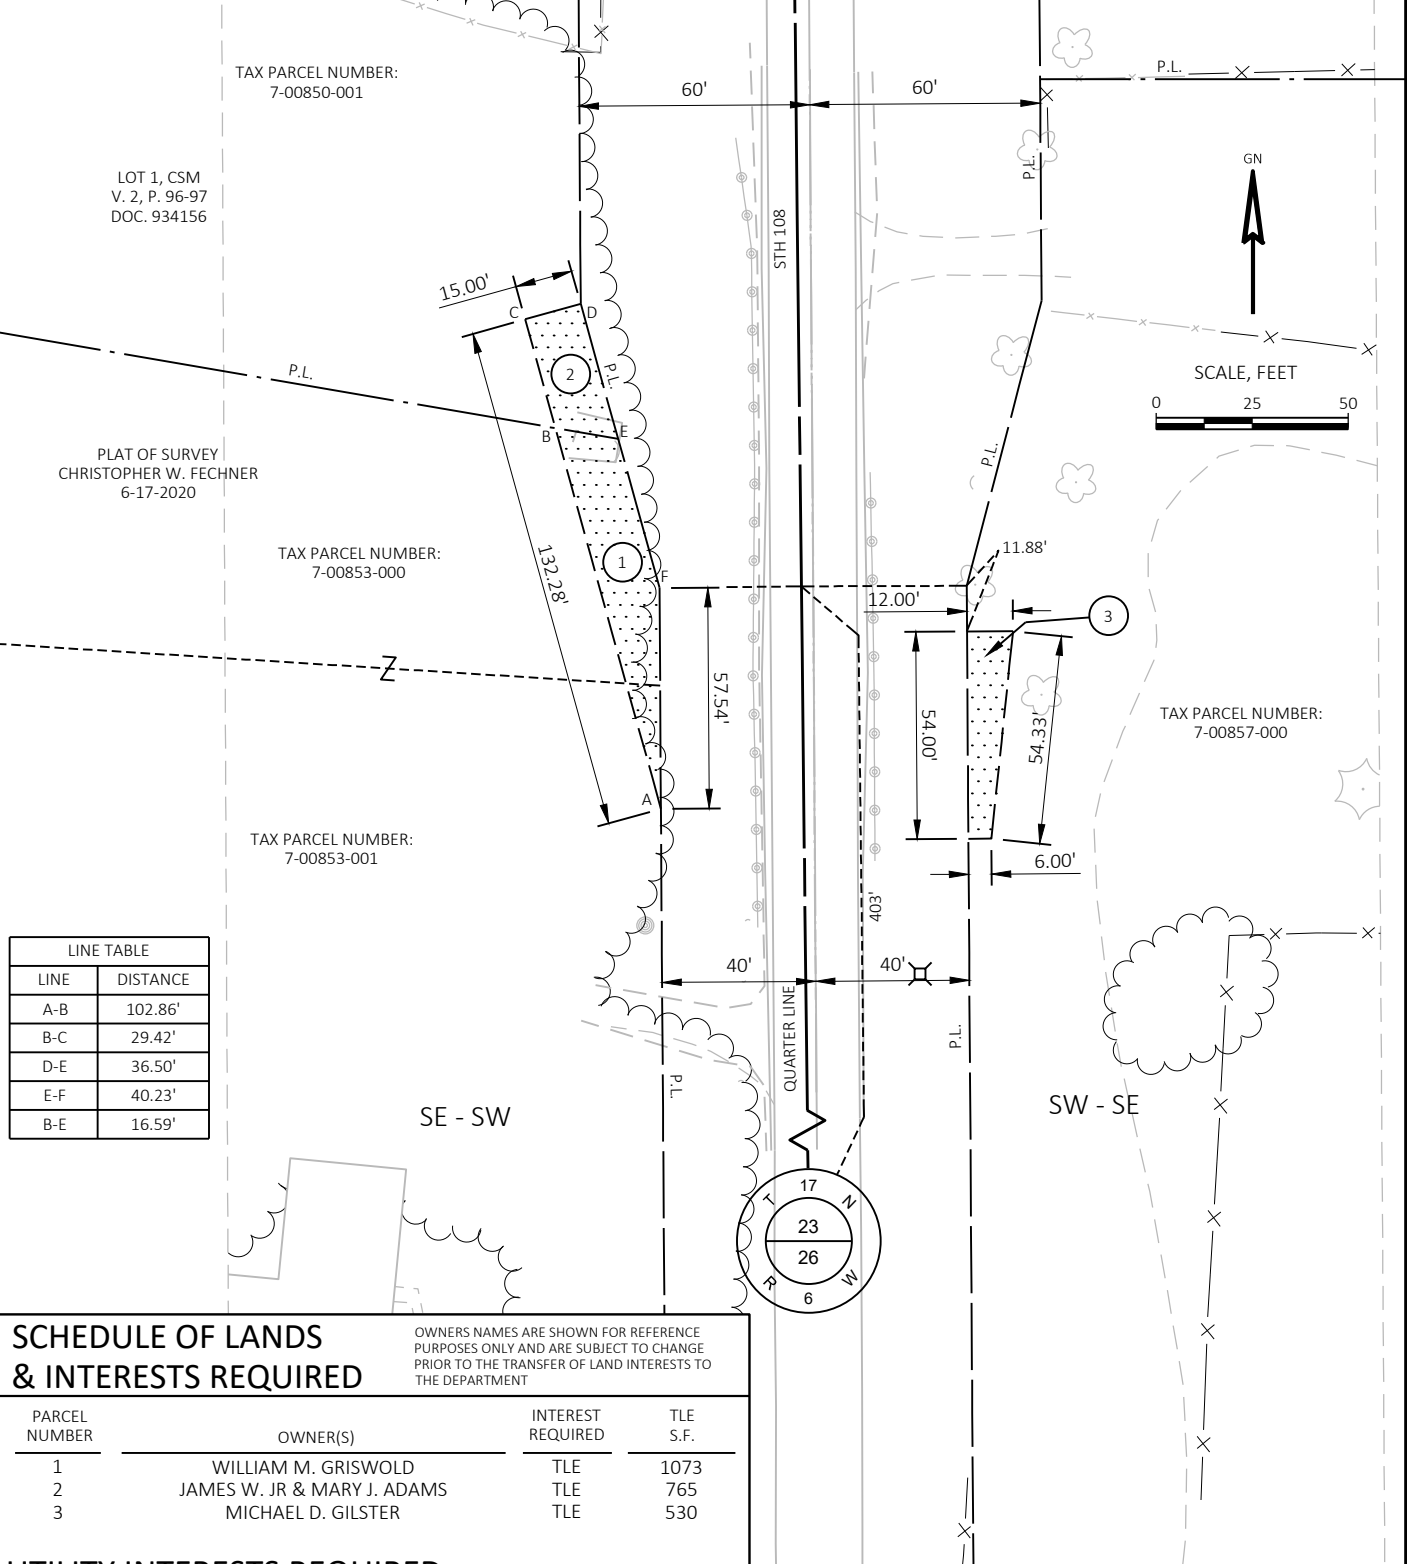 TAX PARCEL NUMBER:
7-00850-001
60'
60'
P.L.
P.L.
GN
LOT 1, CSM
V. 2, P. 96-97
DOC. 934156
STH 108
15.00'
C
D
P.L.
2
P.L.
B
E
P.L.
SCALE, FEET
0 25 50
PLAT OF SURVEY
CHRISTOPHER W. FECHNER
6-17-2020
TAX PARCEL NUMBER:
7-00853-000
132.28'
1
F
11.88'
12.00'
3
57.54'
54.00'
54.33'
TAX PARCEL NUMBER:
7-00857-000
Z
A
TAX PARCEL NUMBER:
7-00853-001
6.00'
403'
40'
40'
QUARTER LINE
P.L.
P.L.
LINE TABLE
LINE DISTANCE
A-B 102.86'
B-C 29.42'
D-E 36.50'
E-F 40.23'
B-E 16.59'
SE - SW
SW - SE
17
T N
23
26
R W
6
SCHEDULE OF LANDS
& INTERESTS REQUIRED
OWNERS NAMES ARE SHOWN FOR REFERENCE
PURPOSES ONLY AND ARE SUBJECT TO CHANGE
PRIOR TO THE TRANSFER OF LAND INTERESTS TO
THE DEPARTMENT
PARCEL
NUMBER
OWNER(S)
INTEREST
REQUIRED
TLE
S.F.
1 WILLIAM M. GRISWOLD TLE 1073
2 JAMES W. JR & MARY J. ADAMS TLE 765
3 MICHAEL D. GILSTER TLE 530
UTILITY INTERESTS REQUIRED